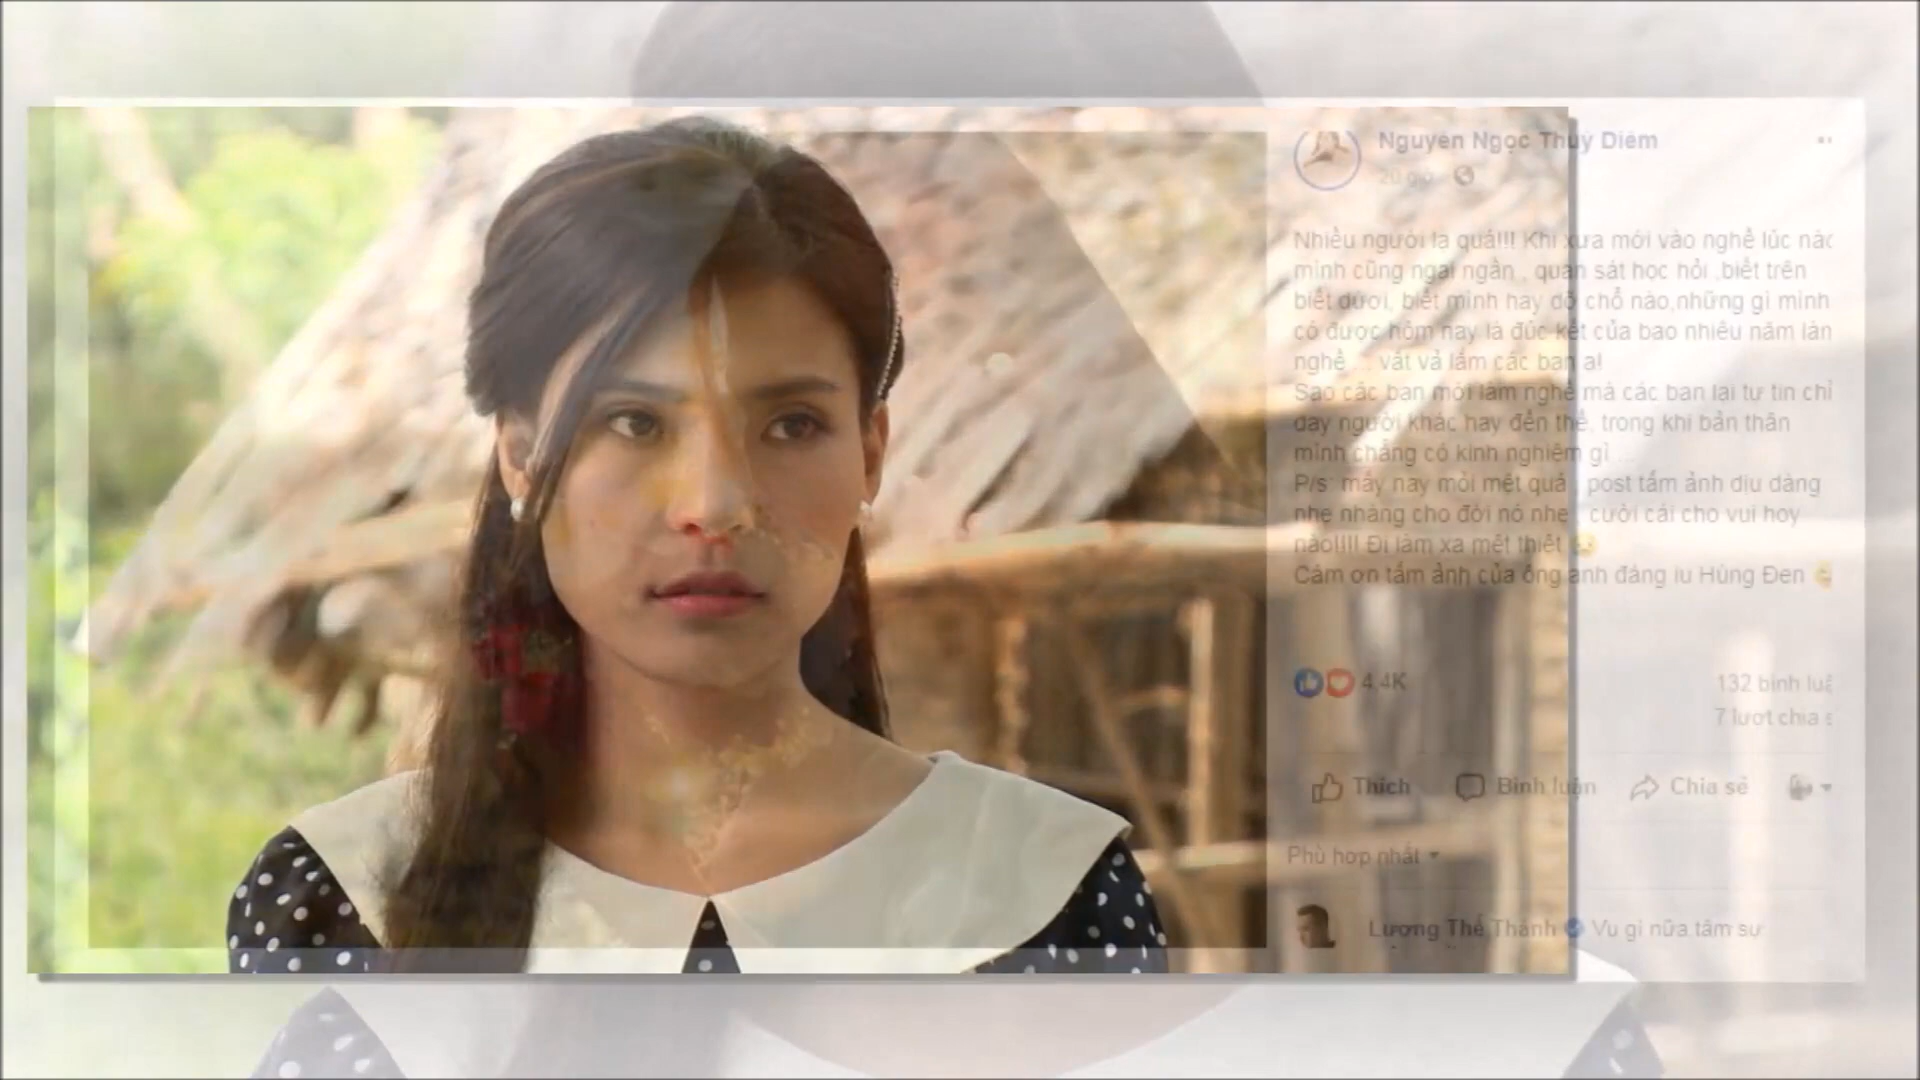 Nguyễn Ngọc Thuý Diễm
20 giờ
Nhiều người lạ quá!!! Khi xưa mới vào nghề lúc nào
mình cũng ngại ngần , quan sát học hỏi ,biết trên
biết dưới, biết mình hay dở chổ nào,những gì mình
có được hôm nay là đúc kết của bao nhiêu năm làm
nghề ... vất vả lắm các bạn ạ!
Sao các bạn mới làm nghề mà các bạn lại tự tin chỉ
dạy người khác hay đến thế, trong khi bản thân
mình chẳng có kinh nghiệm gì
P/s: mấy nay mỏi mệt quá , post tấm ảnh dịu dàng
nhẹ nhàng cho đời nó nhẹ , cười cái cho vui hoy
nào!!!! Đi làm xa mệt thiệt
Cám ơn tấm ảnh của ông anh đáng iu Hùng Đen
4,4K
132 bình luậ
7 lượt chia s
Thích Bình luận Chia sẻ
Phù hợp nhất
Lương Thế Thành Vụ gì nữa.tâm sự